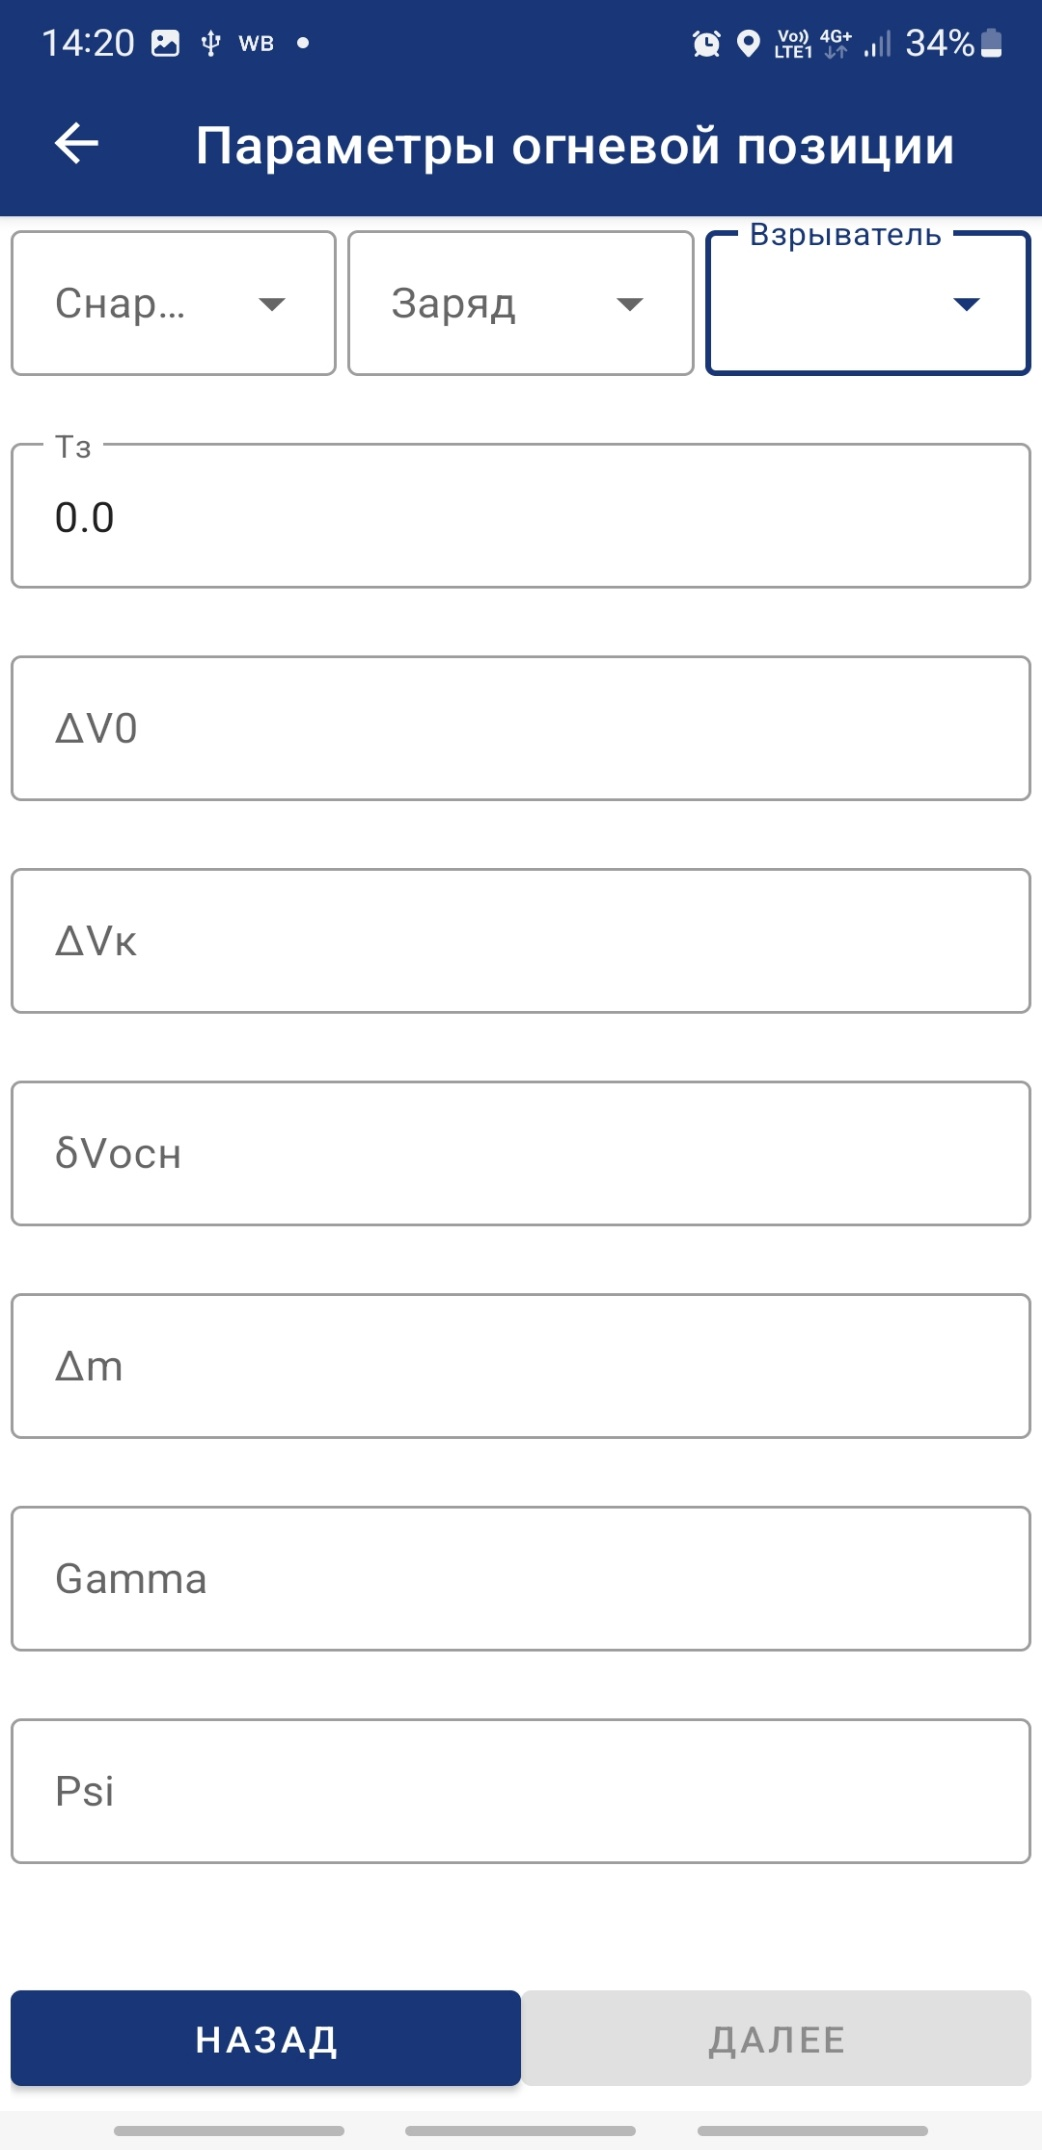 14:20 WB Vo)) LTE1 4G+ 34%
Параметры огневой позиции
Снар... Заряд Взрыватель
Тз
0.0
ΔV0
ΔVк
δVосн
Δm
Gamma
Psi
НАЗАД ДАЛЕЕ